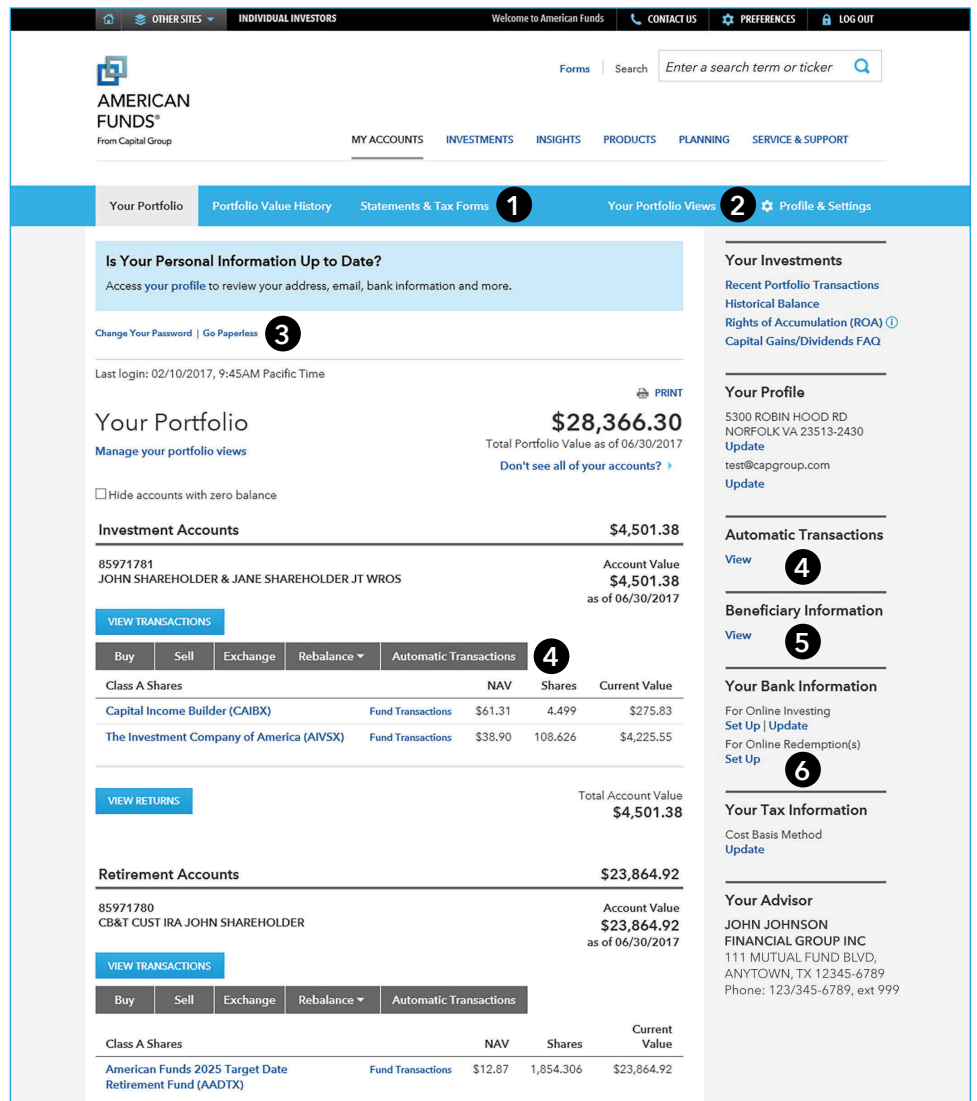 OTHER SITES INDIVIDUAL INVESTORS Welcome to American Funds CONTACT US PREFERENCES LOG OUT
Forms | Search Enter a search term or ticker
AMERICAN
FUNDS®
From Capital Group
MY ACCOUNTS INVESTMENTS INSIGHTS PRODUCTS PLANNING SERVICE & SUPPORT
Your Portfolio Portfolio Value History Statements & Tax Forms 1 Your Portfolio Views 2 Profile & Settings
Is Your Personal Information Up to Date?
Access your profile to review your address, email, bank information and more.
Change Your Password | Go Paperless 3
Last login: 02/10/2017, 9:45AM Pacific Time
PRINT
Your Portfolio $28,366.30
Total Portfolio Value as of 06/30/2017
Manage your portfolio views
Don't see all of your accounts?
Hide accounts with zero balance
Investment Accounts $4,501.38
85971781 Account Value
JOHN SHAREHOLDER & JANE SHAREHOLDER JT WROS $4,501.38
as of 06/30/2017
VIEW TRANSACTIONS
Buy Sell Exchange Rebalance Automatic Transactions 4
Class A Shares NAV Shares Current Value
Capital Income Builder (CAIBX) Fund Transactions $61.31 4.499 $275.83
The Investment Company of America (AIVSX) Fund Transactions $38.90 108.626 $4,225.55
VIEW RETURNS
Total Account Value
$4,501.38
Retirement Accounts $23,864.92
85971780 Account Value
CB&T CUST IRA JOHN SHAREHOLDER $23,864.92
as of 06/30/2017
VIEW TRANSACTIONS
Buy Sell Exchange Rebalance Automatic Transactions
Class A Shares NAV Shares Current
Value
American Funds 2025 Target Date Fund Transactions $12.87 1,854.306 $23,864.92
Retirement Fund (AADTX)
Your Investments
Recent Portfolio Transactions
Historical Balance
Rights of Accumulation (ROA) i
Capital Gains/Dividends FAQ
Your Profile
5300 ROBIN HOOD RD
NORFOLK VA 23513-2430
Update
test@capgroup.com
Update
Automatic Transactions
View 4
Beneficiary Information
View 5
Your Bank Information
For Online Investing
Set Up | Update
For Online Redemption(s)
Set Up 6
Your Tax Information
Cost Basis Method
Update
Your Advisor
JOHN JOHNSON
FINANCIAL GROUP INC
111 MUTUAL FUND BLVD,
ANYTOWN, TX 12345-6789
Phone: 123/345-6789, ext 999